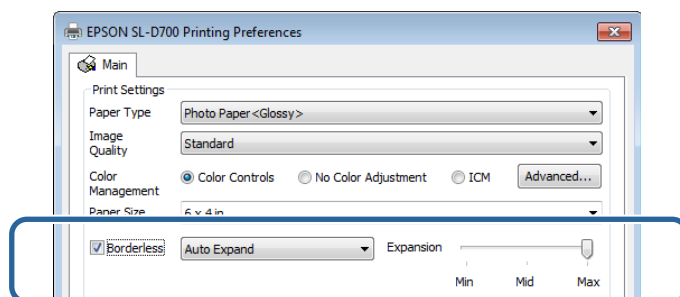 EPSON SL-D700 Printing Preferences
Main
Print Settings
Paper Type Photo Paper<Glossy>
Image Quality Standard
Color Management Color Controls No Color Adjustment ICM Advanced...
Paper Size 6 x 4 in
Borderless Auto Expand Expansion
Min Mid Max